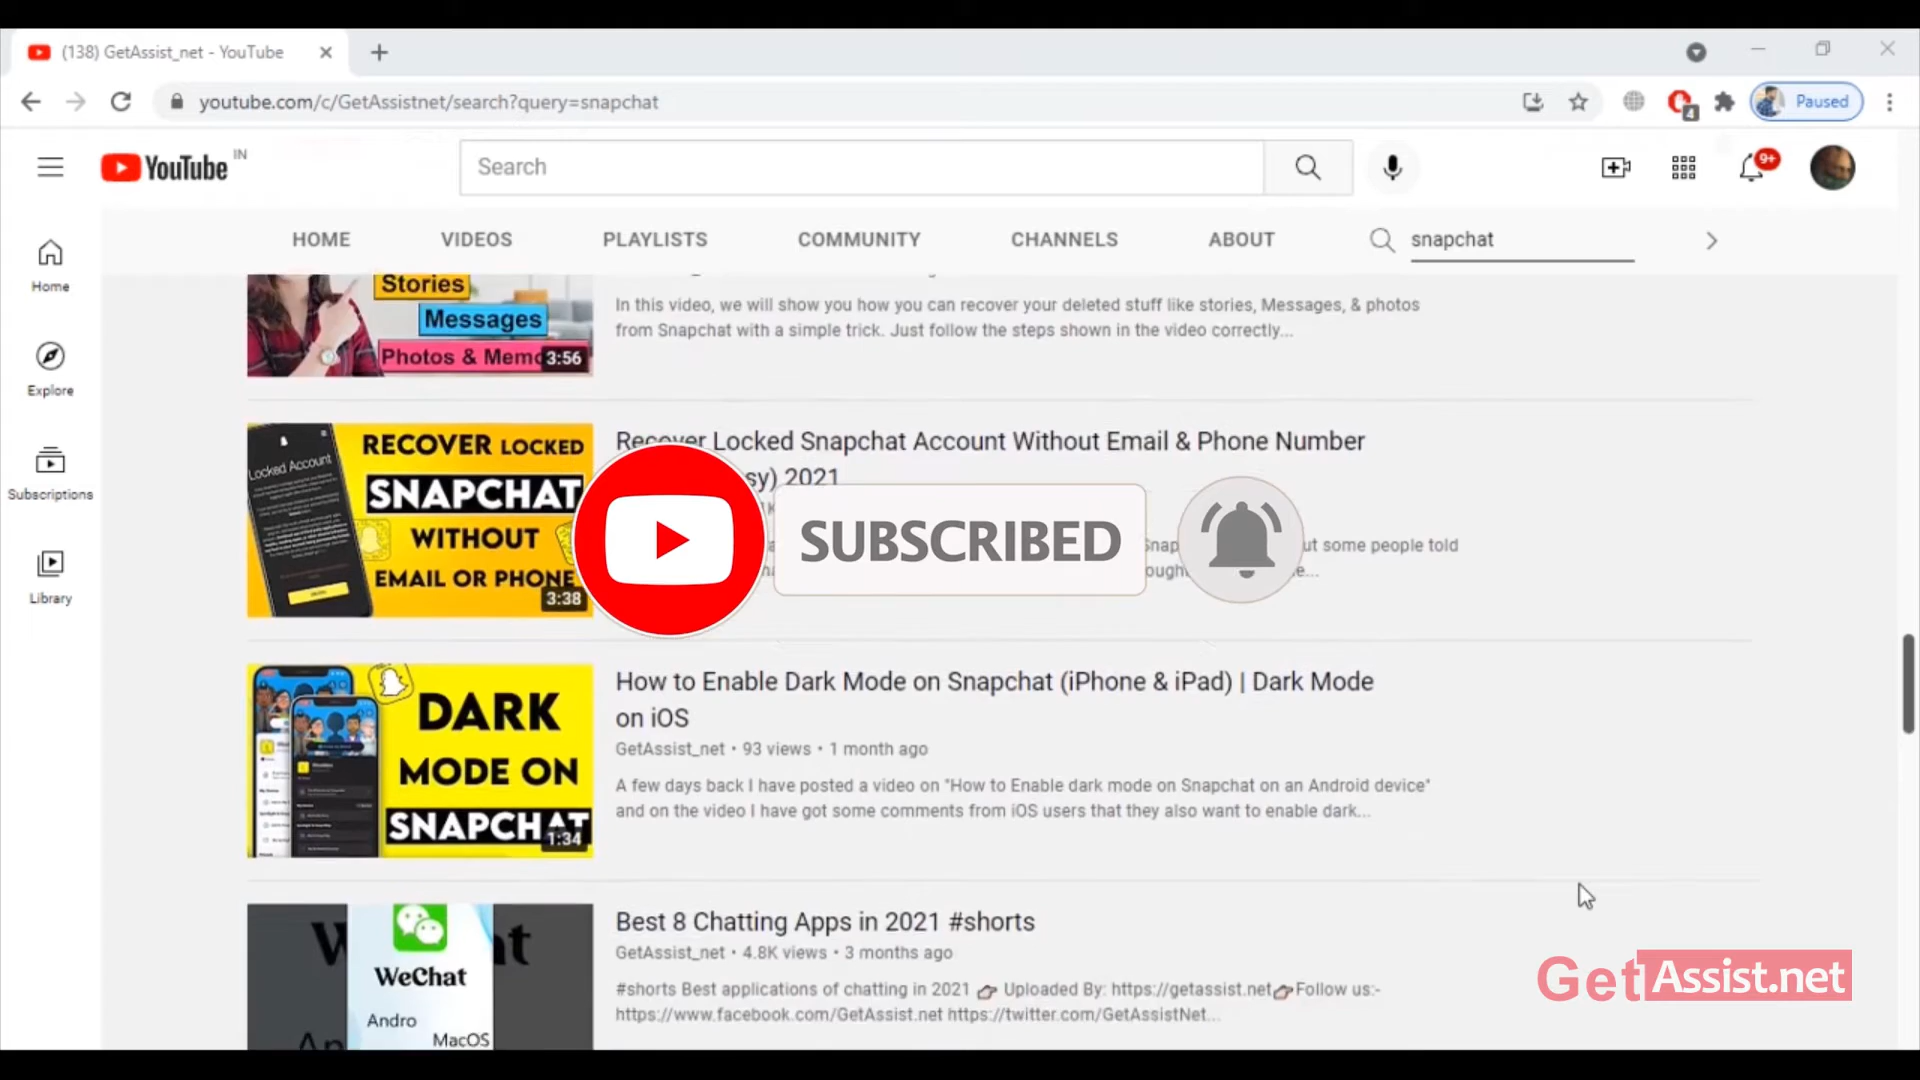 (138) GetAssist_net - YouTube
youtube.com/c/GetAssistnet/search?query=snapchat
4
Paused
YouTube IN
Search
9+
HOME VIDEOS PLAYLISTS COMMUNITY CHANNELS ABOUT snapchat
Home
Explore
Subscriptions
Library
Stories
Messages
Photos & Memo
3:56
In this video, we will show you how you can recover your deleted stuff like stories, Messages, & photos
from Snapchat with a simple trick. Just follow the steps shown in the video correctly...
Locked Account
RECOVER LOCKED
SNAPCHAT
WITHOUT
EMAIL OR PHONE
3:38
Recover Locked Snapchat Account Without Email & Phone Number
2021
some people told
SUBSCRIBED
DARK
MODE ON
SNAPCHAT
1:34
How to Enable Dark Mode on Snapchat (iPhone & iPad) | Dark Mode
on iOS
GetAssist_net • 93 views • 1 month ago
A few days back I have posted a video on "How to Enable dark mode on Snapchat on an Android device"
and on the video I have got some comments from iOS users that they also want to enable dark...
WeChat
Andro
MacOS
Best 8 Chatting Apps in 2021 #shorts
GetAssist_net • 4.8K views • 3 months ago
#shorts Best applications of chatting in 2021 👉 Uploaded By: https://getassist.net👉Follow us:-
https://www.facebook.com/GetAssist.net https://twitter.com/GetAssistNet...
GetAssist.net